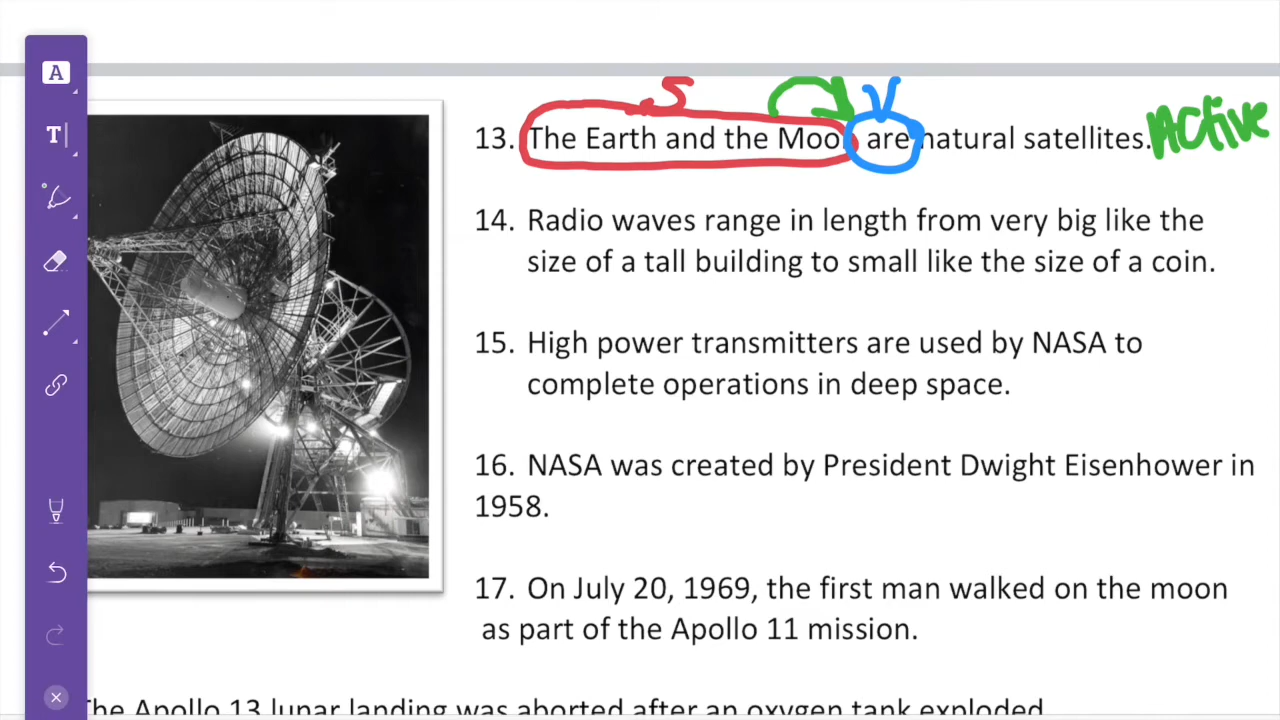 A
T
S
V
13. The Earth and the Moon are natural satellites. Active
14. Radio waves range in length from very big like the
size of a tall building to small like the size of a coin.
15. High power transmitters are used by NASA to
complete operations in deep space.
16. NASA was created by President Dwight Eisenhower in
1958.
17. On July 20, 1969, the first man walked on the moon
as part of the Apollo 11 mission.
The Apollo 13 lunar landing was aborted after an oxygen tank exploded